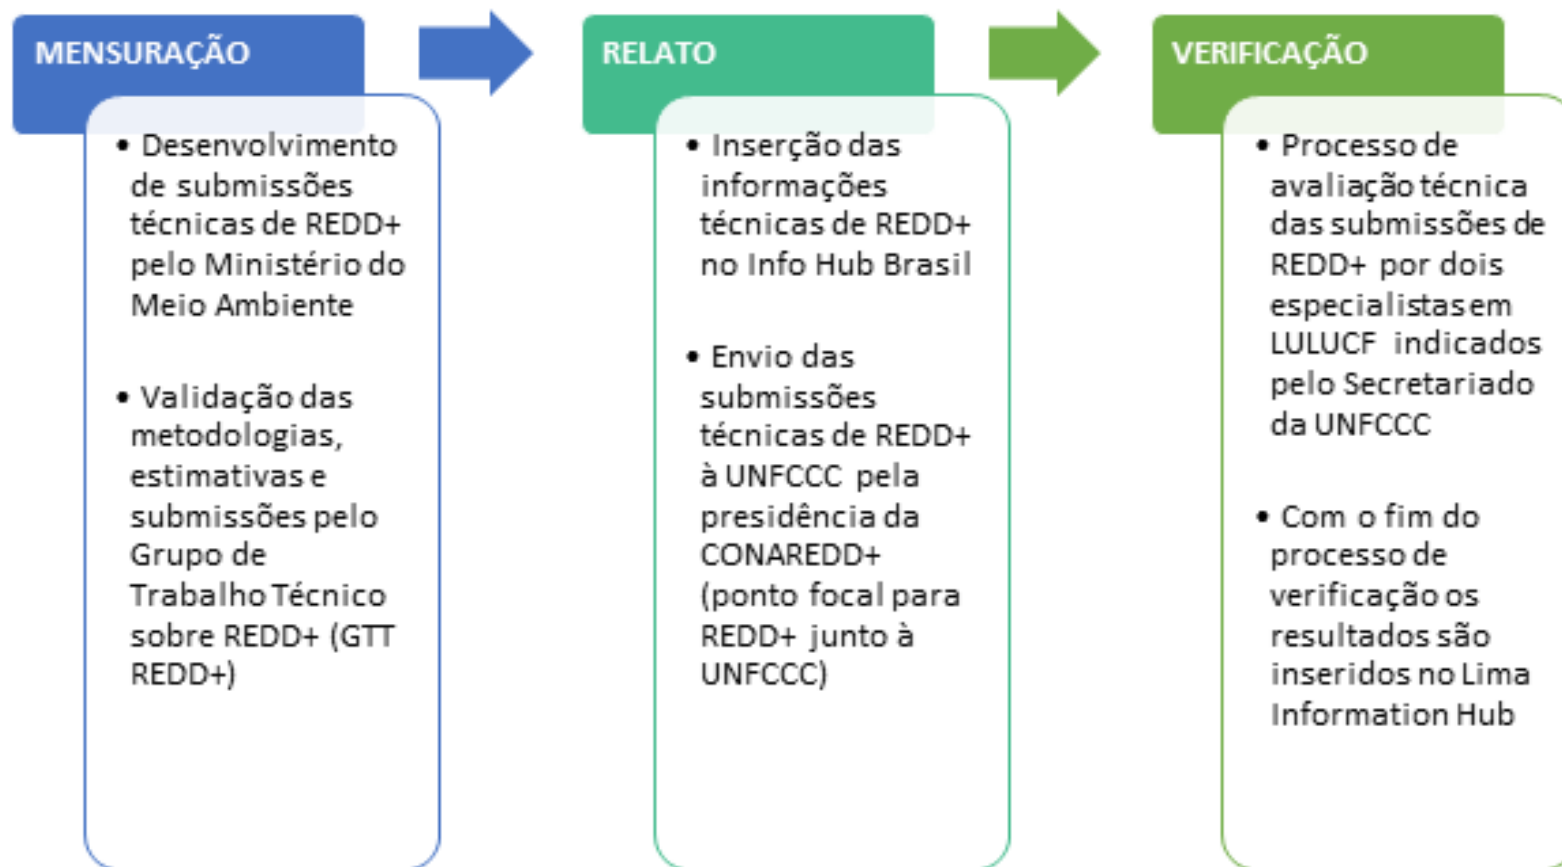 MENSURAÇÃO
• Desenvolvimento
de submissões
técnicas de REDD+
pelo Ministério do
Meio Ambiente
• Validação das
metodologias,
estimativas e
submissões pelo
Grupo de
Trabalho Técnico
sobre REDD+ (GTT
REDD+)
RELATO
• Inserção das
informações
técnicas de REDD+
no Info Hub Brasil
• Envio das
submissões
técnicas de REDD+
à UNFCCC pela
presidência da
CONAREDD+
(ponto focal para
REDD+ junto à
UNFCCC)
VERIFICAÇÃO
• Processo de
avaliação técnica
das submissões de
REDD+ por dois
especialistas em
LULUCF indicados
pelo Secretariado
da UNFCCC
• Com o fim do
processo de
verificação os
resultados são
inseridos no Lima
Information Hub